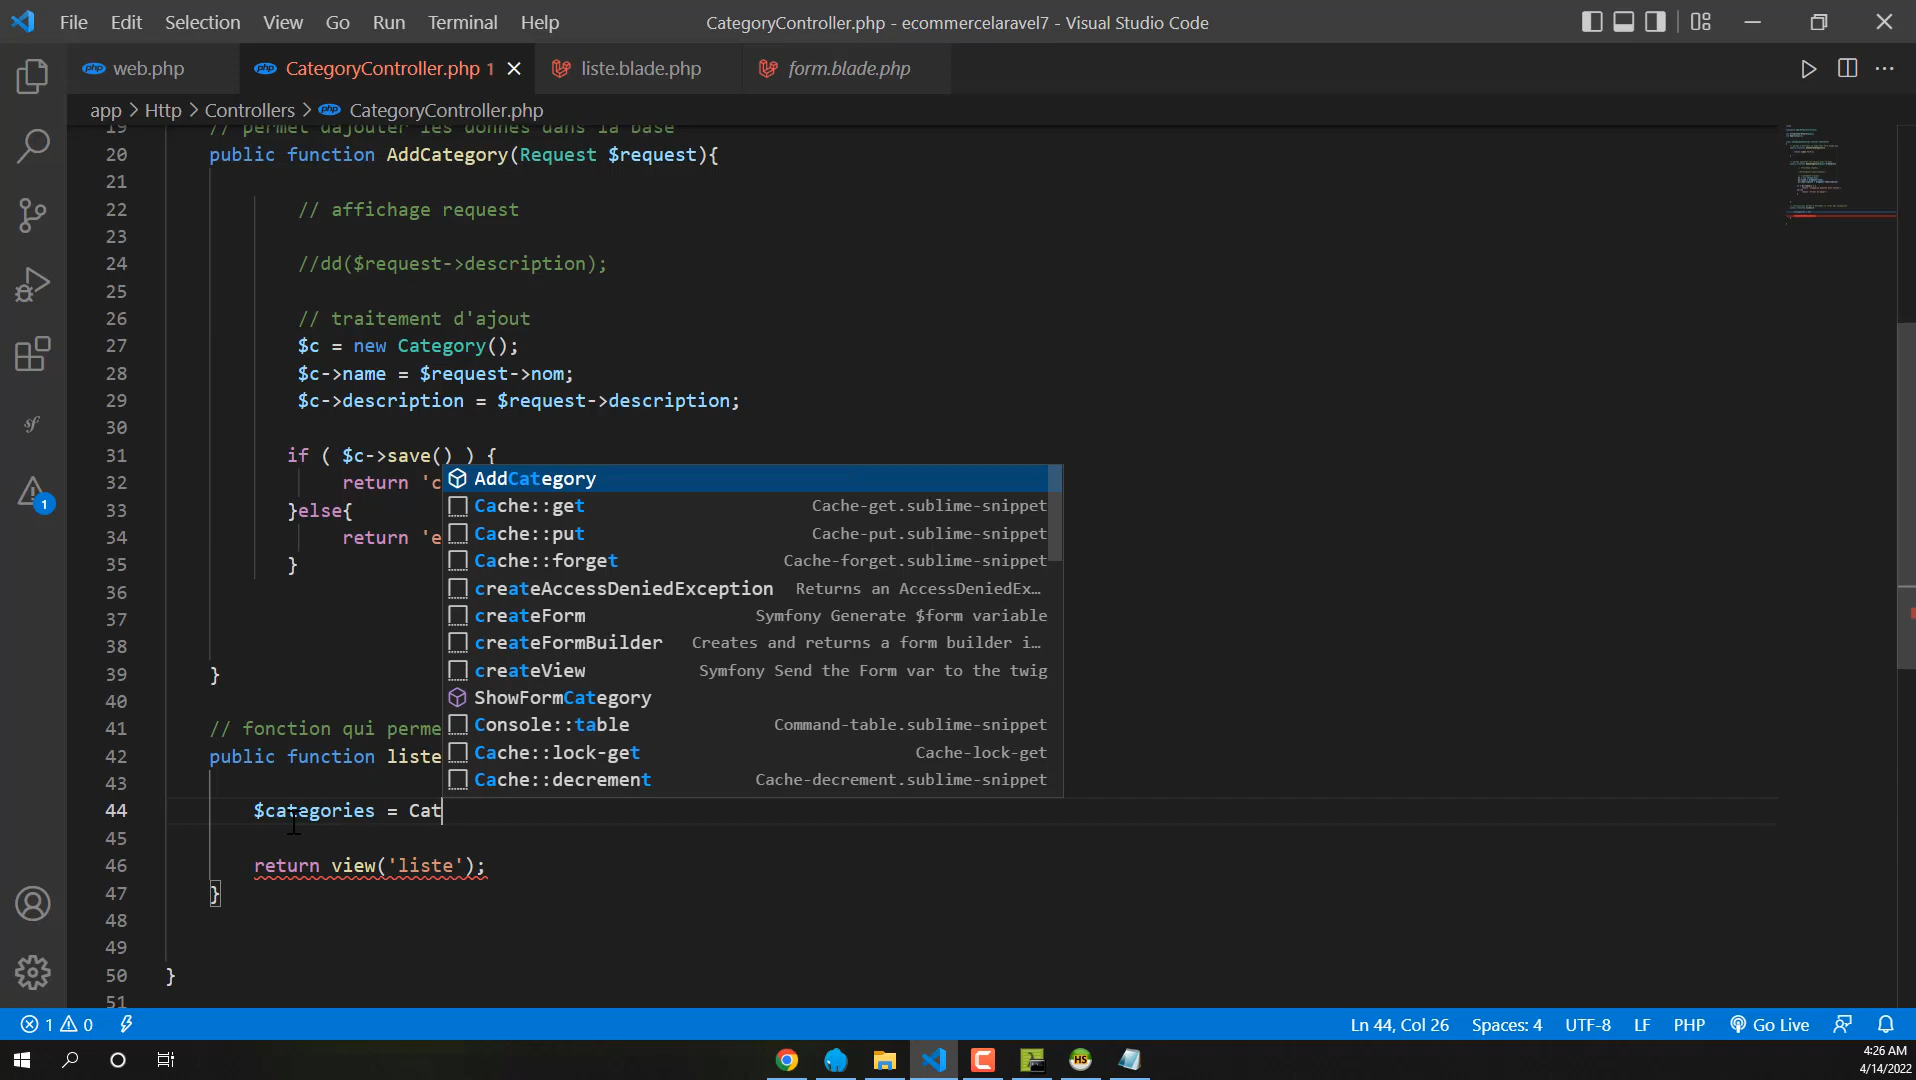 File Edit Selection View Go Run Terminal Help
CategoryController.php - ecommercelaravel7 - Visual Studio Code
web.php
CategoryController.php 1
liste.blade.php
form.blade.php
app > Http > Controllers > CategoryController.php
19 // permet dajouter les donnes dans la base
20 public function AddCategory(Request $request){
21
22 // affichage request
23
24 //dd($request->description);
25
26 // traitement d'ajout
27 $c = new Category();
28 $c->name = $request->nom;
29 $c->description = $request->description;
30
31 if ( $c->save() ) {
32 return 'c
33 }else{
34 return 'e
35 }
36
37
38
39 }
40
41 // fonction qui perme
42 public function liste
43
44 $categories = Cat
45
46 return view('liste');
47 }
48
49
50 }
51
AddCategory
Cache::get Cache-get.sublime-snippet
Cache::put Cache-put.sublime-snippet
Cache::forget Cache-forget.sublime-snippet
createAccessDeniedException Returns an AccessDeniedEx…
createForm Symfony Generate $form variable
createFormBuilder Creates and returns a form builder i…
createView Symfony Send the Form var to the twig
ShowFormCategory
Console::table Command-table.sublime-snippet
Cache::lock-get Cache-lock-get
Cache::decrement Cache-decrement.sublime-snippet
1
1 0
Ln 44, Col 26 Spaces: 4 UTF-8 LF PHP Go Live
4:26 AM
4/14/2022